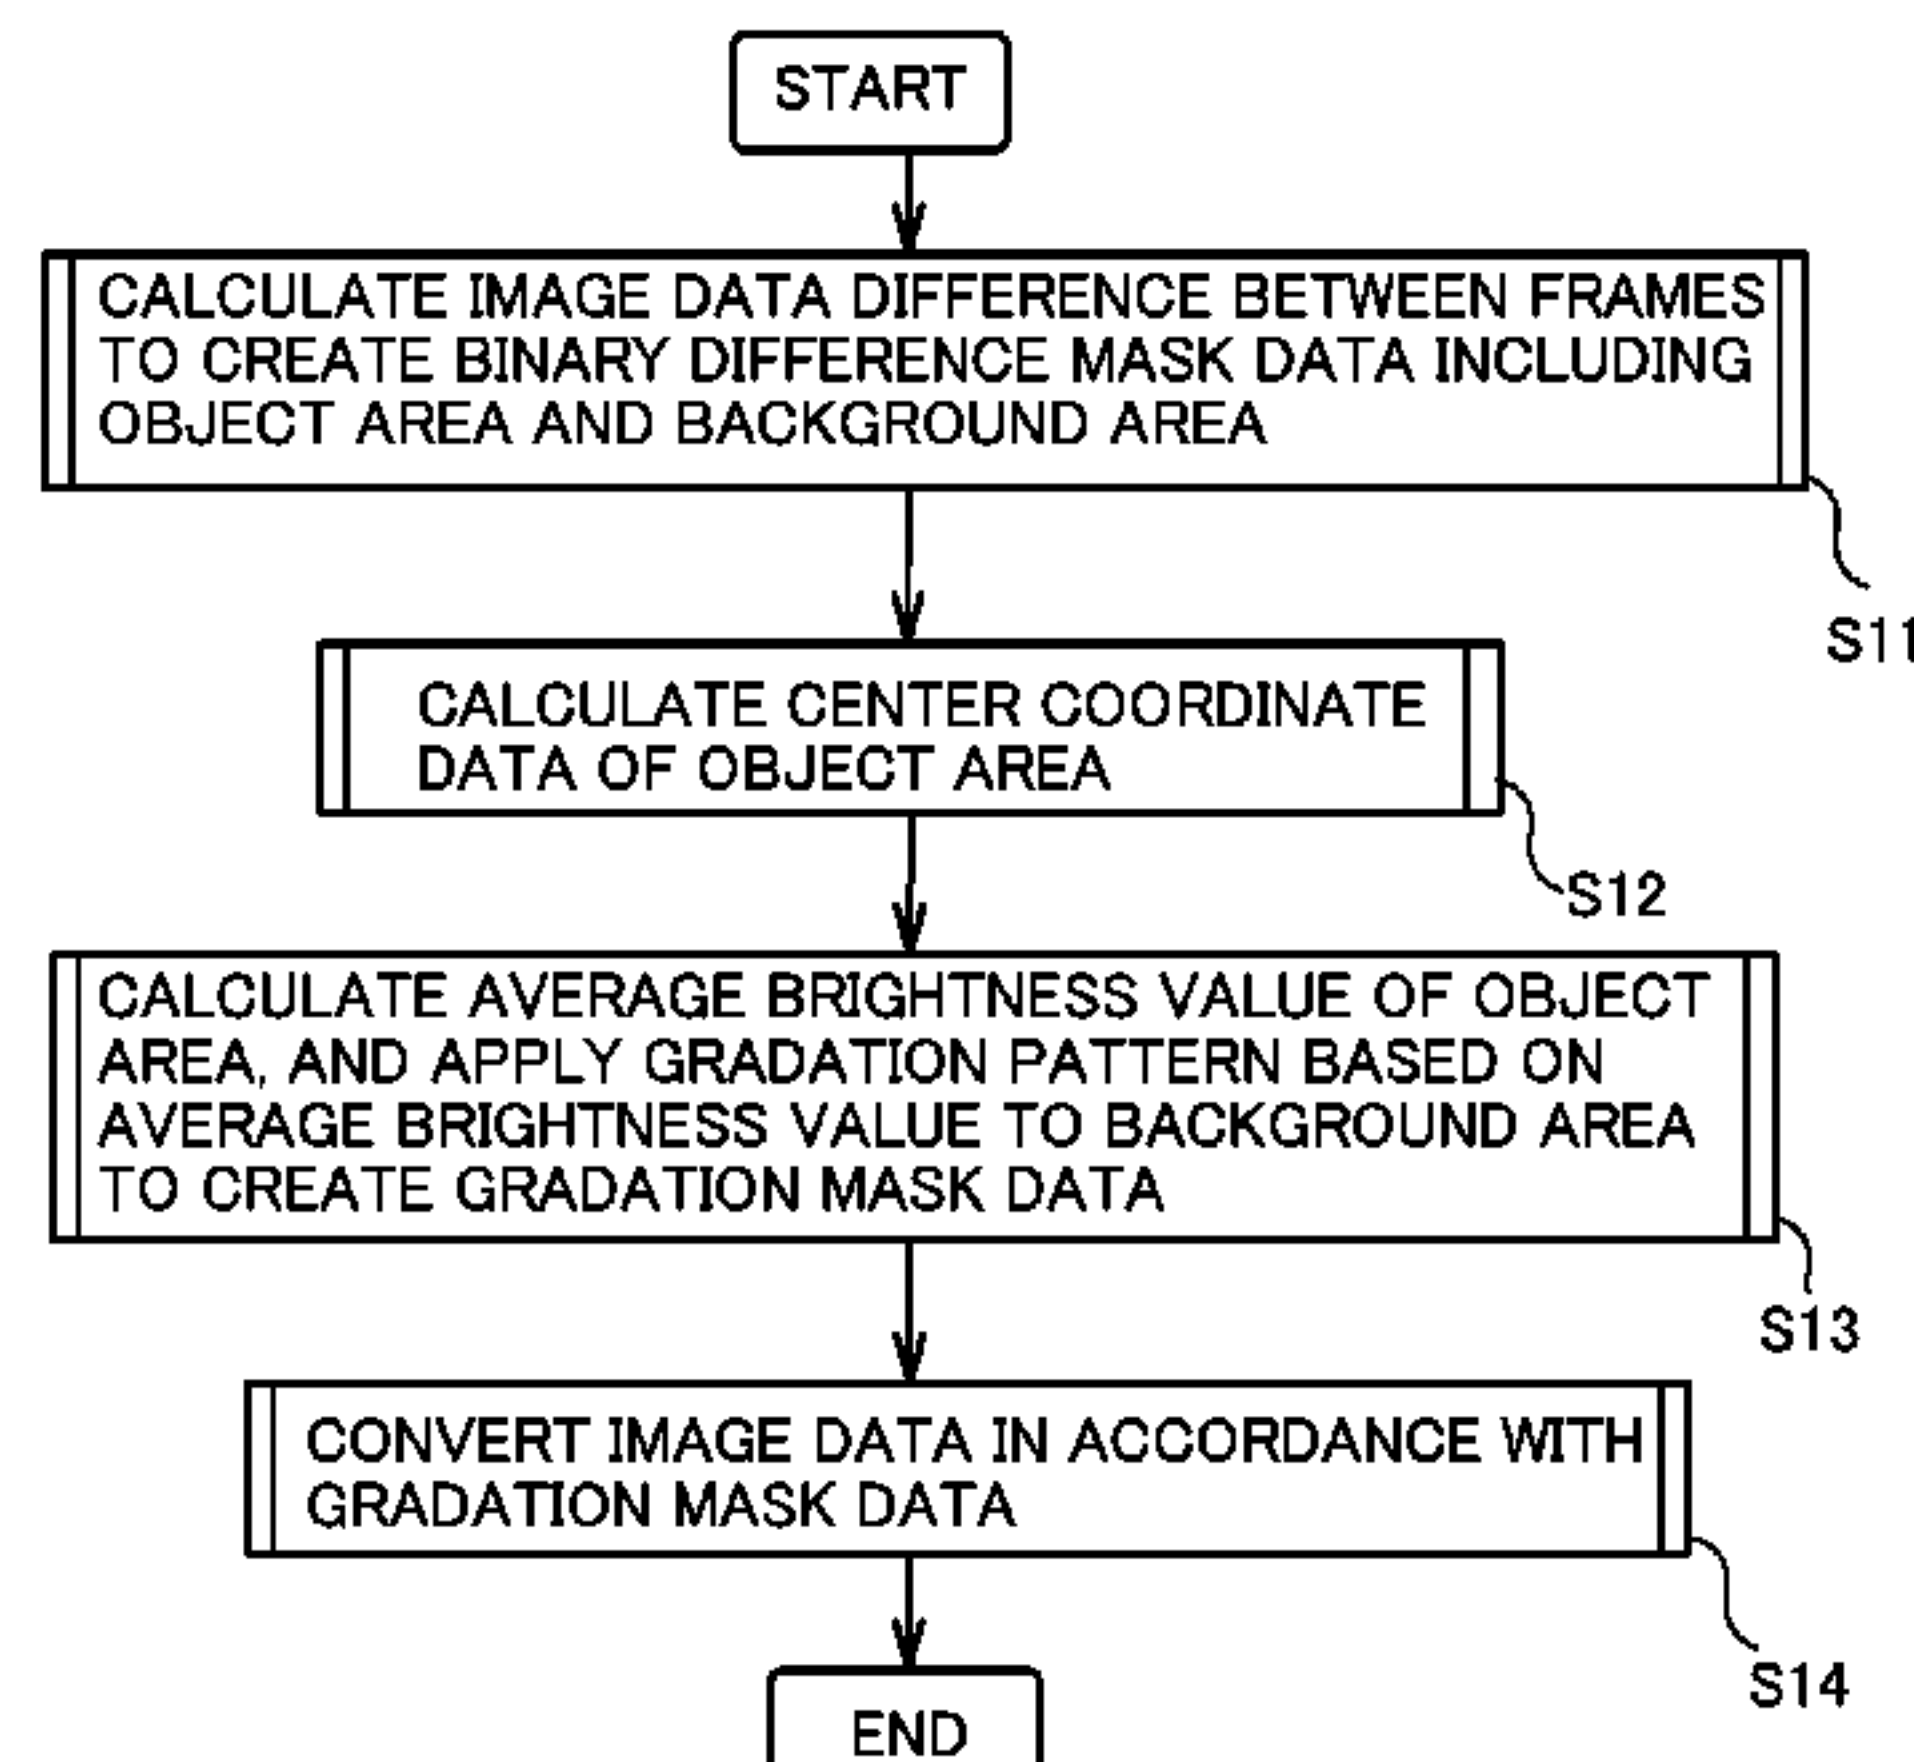 START
CALCULATE IMAGE DATA DIFFERENCE BETWEEN FRAMES
TO CREATE BINARY DIFFERENCE MASK DATA INCLUDING
OBJECT AREA AND BACKGROUND AREA
S11
CALCULATE CENTER COORDINATE
DATA OF OBJECT AREA
S12
CALCULATE AVERAGE BRIGHTNESS VALUE OF OBJECT
AREA, AND APPLY GRADATION PATTERN BASED ON
AVERAGE BRIGHTNESS VALUE TO BACKGROUND AREA
TO CREATE GRADATION MASK DATA
S13
CONVERT IMAGE DATA IN ACCORDANCE WITH
GRADATION MASK DATA
S14
END